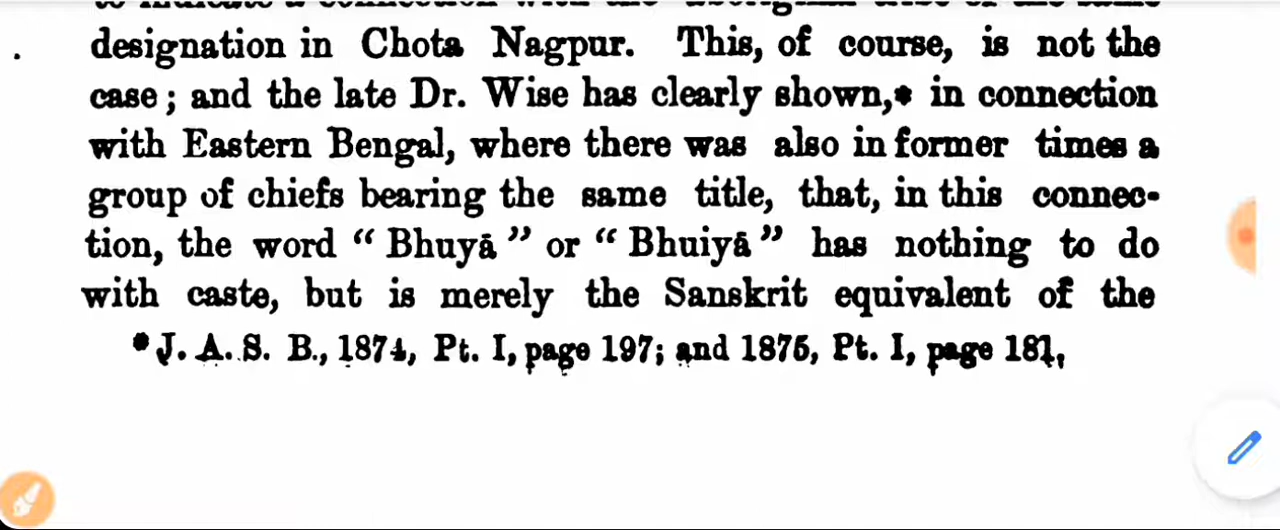 designation in Chota Nagpur. This, of course, is not the
case; and the late Dr. Wise has clearly shown,* in connection
with Eastern Bengal, where there was also in former times a
group of chiefs bearing the same title, that, in this connec-
tion, the word “Bhuyā” or “Bhuiyā” has nothing to do
with caste, but is merely the Sanskrit equivalent of the
*J. A. S. B., 1874, Pt. I, page 197; and 1875, Pt. I, page 181,